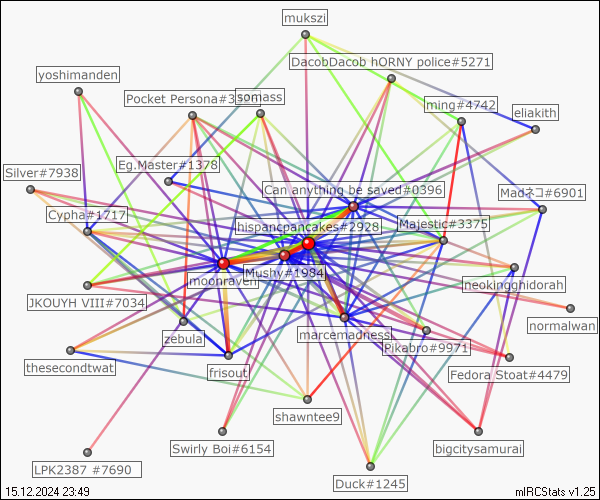 mukszi
DacobDacob hORNY police#5271
yoshimanden
Pocket Persona#3
somass
ming#4742
eliakith
Eg.Master#1378
Silver#7938
Can anything be saved#0396
Madネコ#6901
Cypha#1717
hispancpancakes#2928
Majestic#3375
Mushy#1984
moonraven
neokingghidorah
JKOUYH VIII#7034
normalwan
zebula
marcemadness
Pikabro#9971
thesecondtwat
frisout
Fedora Stoat#4479
shawntee9
Swirly Boi#6154
bigcitysamurai
LPK2387 #7690
Duck#1245
15.12.2024 23:49
mIRCStats v1.25